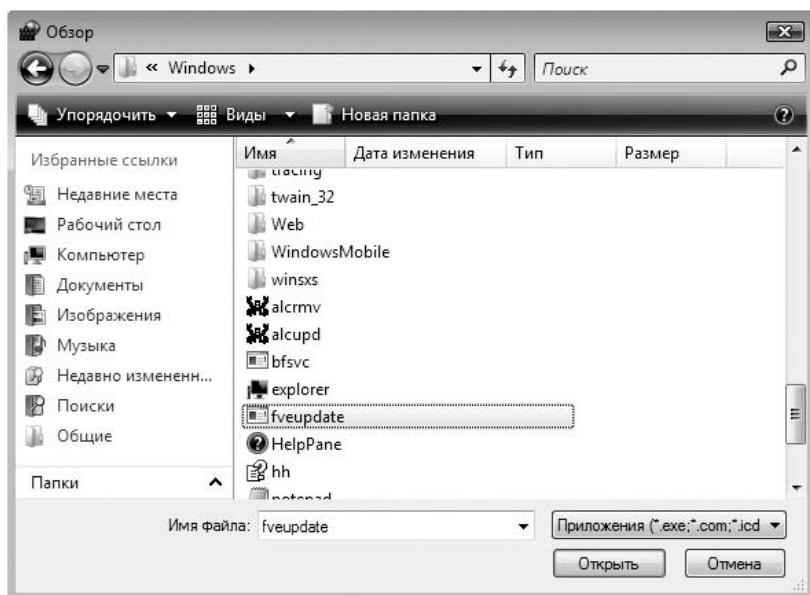 Обзор
« Windows
Поиск
Упорядочить Виды Новая папка
Избранные ссылки
Недавние места
Рабочий стол
Компьютер
Документы
Изображения
Музыка
Недавно измененн...
Поиски
Общие
Папки
Имя Дата изменения Тип Размер
tracing
twain_32
Web
WindowsMobile
winsxs
alcrmv
alcupd
bfsvc
explorer
fveupdate
HelpPane
hh
notepad
Имя файла: fveupdate
Приложения (*.exe;*.com;*.icd
Открыть Отмена